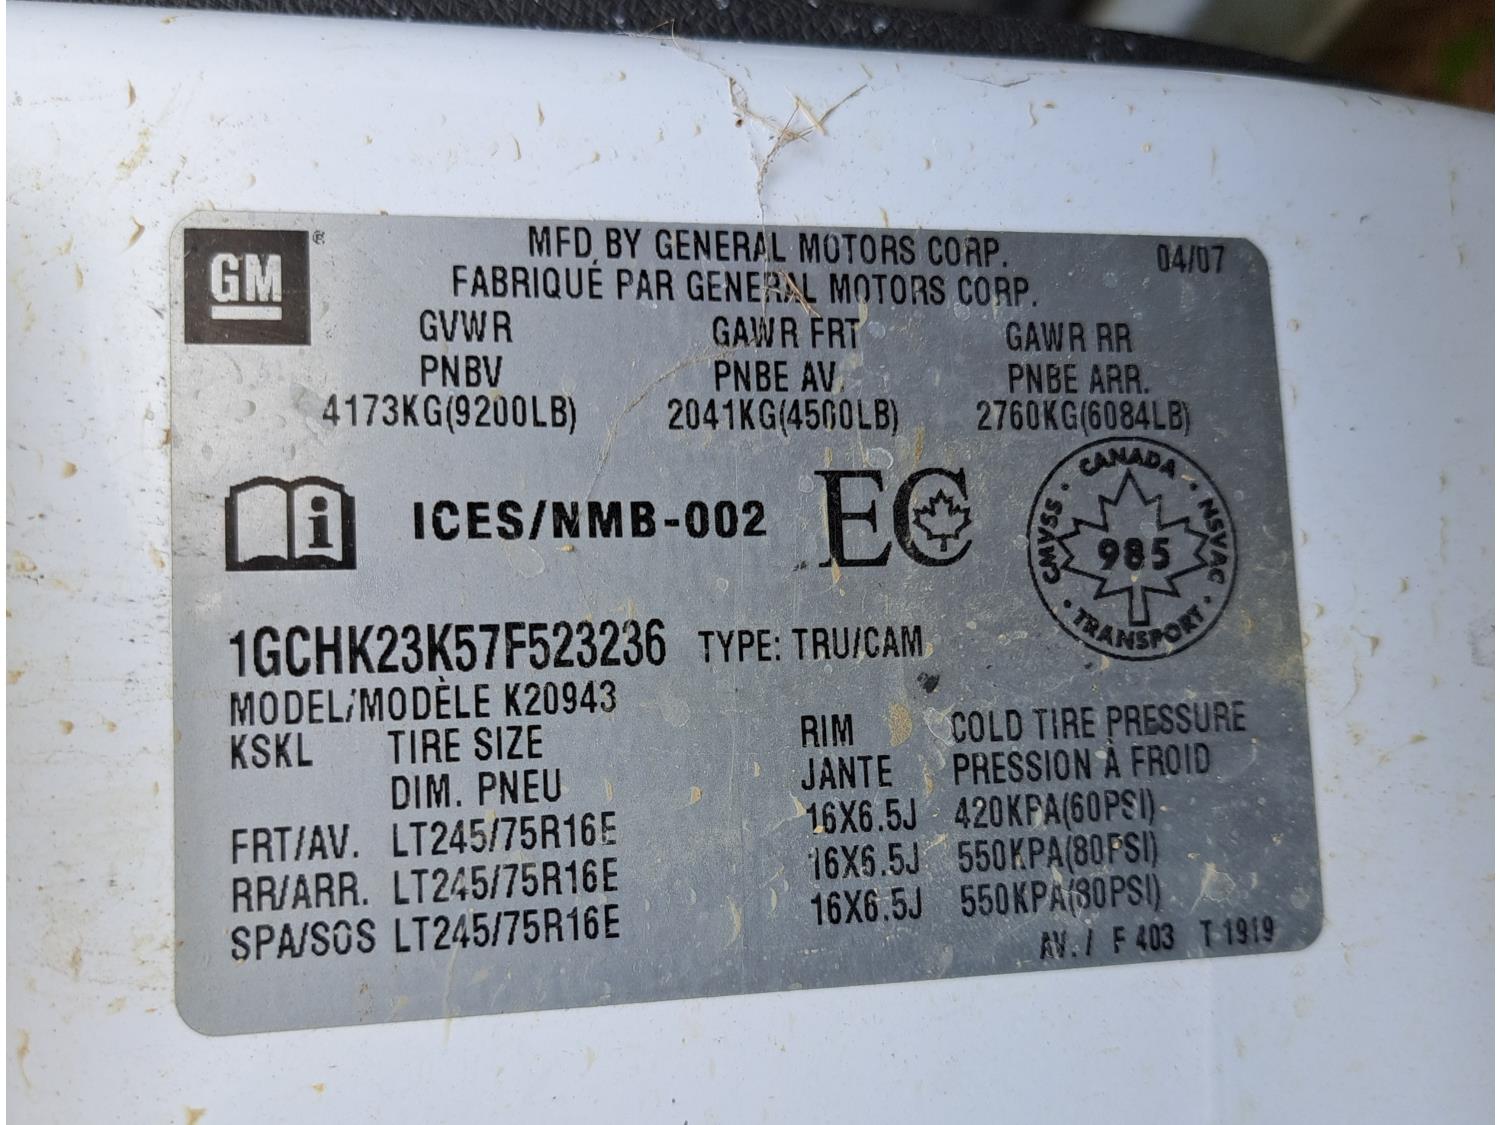 GM ®
MFD BY GENERAL MOTORS CORP. 04/07
FABRIQUÉ PAR GENERAL MOTORS CORP.
GVWR GAWR FRT GAWR RR
PNBV PNBE AV. PNBE ARR.
4173KG(9200LB) 2041KG(4500LB) 2760KG(6084LB)
i ICES/NMB-002 EC
CANADA
CMVSS · 985 · NSVAC
TRANSPORT
1GCHK23K57F523236 TYPE: TRU/CAM
MODEL/MODÈLE K20943
KSKL TIRE SIZE RIM COLD TIRE PRESSURE
DIM. PNEU JANTE PRESSION À FROID
FRT/AV. LT245/75R16E 16X6.5J 420KPA(60PSI)
RR/ARR. LT245/75R16E 16X6.5J 550KPA(80PSI)
SPA/SOS LT245/75R16E 16X6.5J 550KPA(80PSI)
AV. / F 403 T 1919